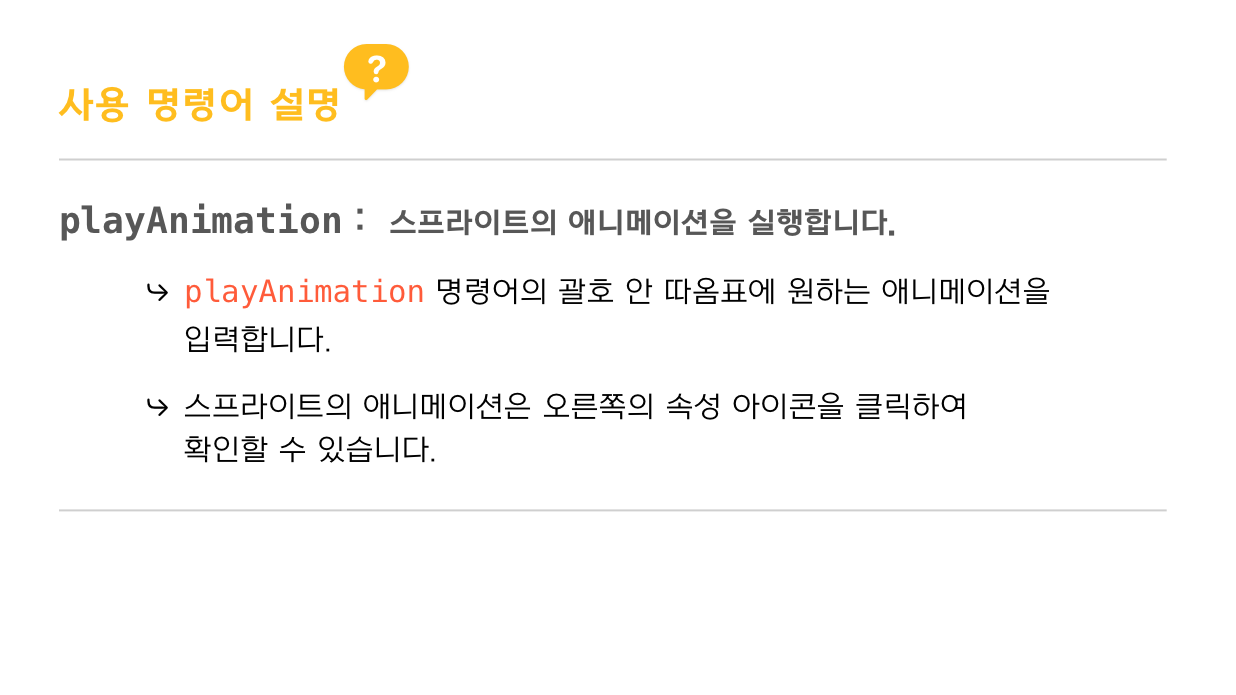 사용 명령어 설명 ?
playAnimation : 스프라이트의 애니메이션을 실행합니다.
↪ playAnimation 명령어의 괄호 안 따옴표에 원하는 애니메이션을
입력합니다.
↪ 스프라이트의 애니메이션은 오른쪽의 속성 아이콘을 클릭하여
확인할 수 있습니다.